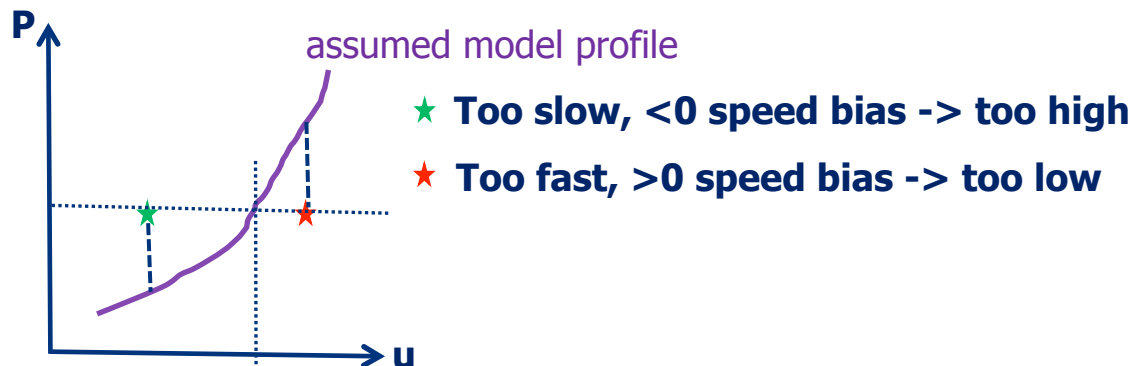 P
assumed model profile
Too slow, <0 speed bias -> too high
Too fast, >0 speed bias -> too low
u